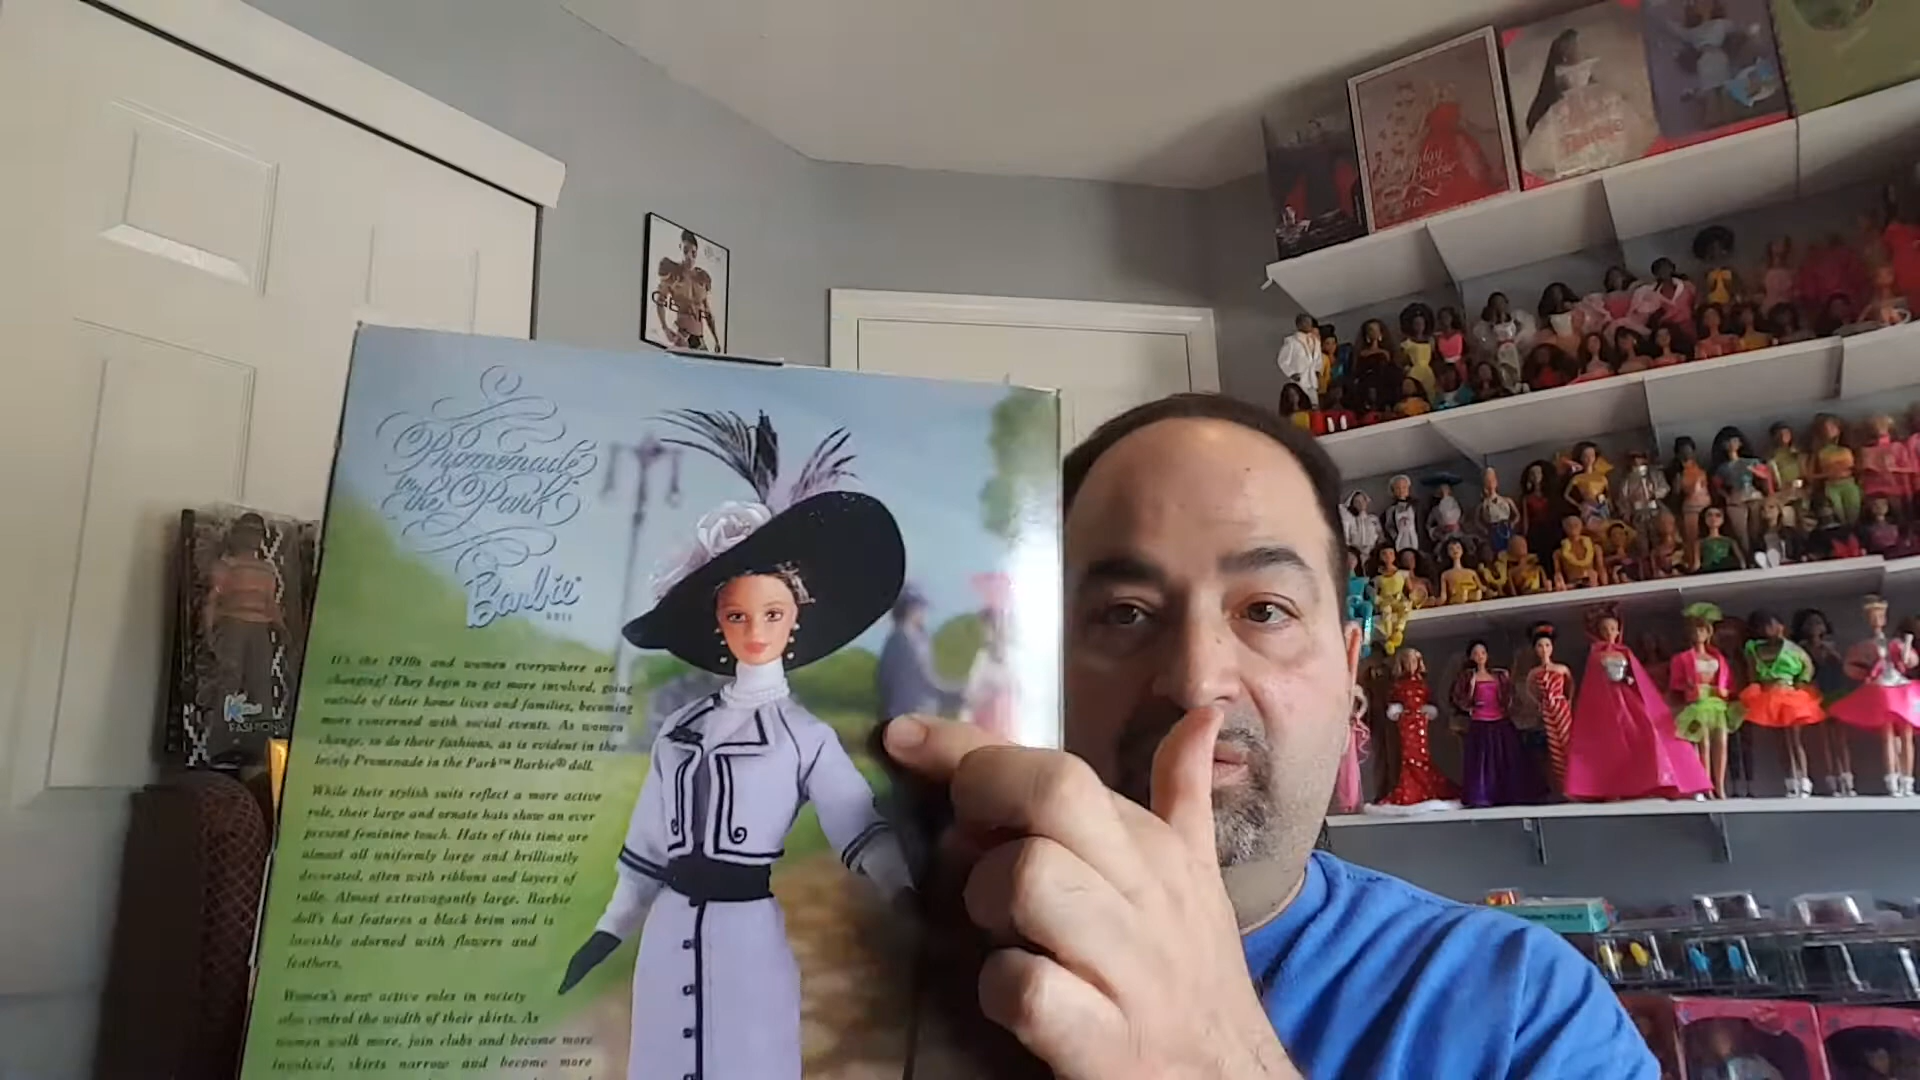 Promenade
in
the Park
Barbie®
DOLL
It's the 1910s and women everywhere are
changing! They begin to get more involved, going
outside of their home lives and families, becoming
more concerned with social events. As women
change, so do their fashions, as is evident in the
lovely Promenade in the Park™ Barbie® doll.
While their stylish suits reflect a more active
role, their large and ornate hats show an ever
present feminine touch. Hats of this time are
almost all uniformly large and brilliantly
decorated, often with ribbons and layers of
tulle. Almost extravagantly large, Barbie
doll's hat features a black brim and is
lavishly adorned with flowers and
feathers.
Women's new active roles in society
also control the width of their skirts. As
women walk more, join clubs and become more
involved, skirts narrow and become more
GEAR
Ken
FASHIONS
Holiday
Barbie
Barbie
PUZZLE